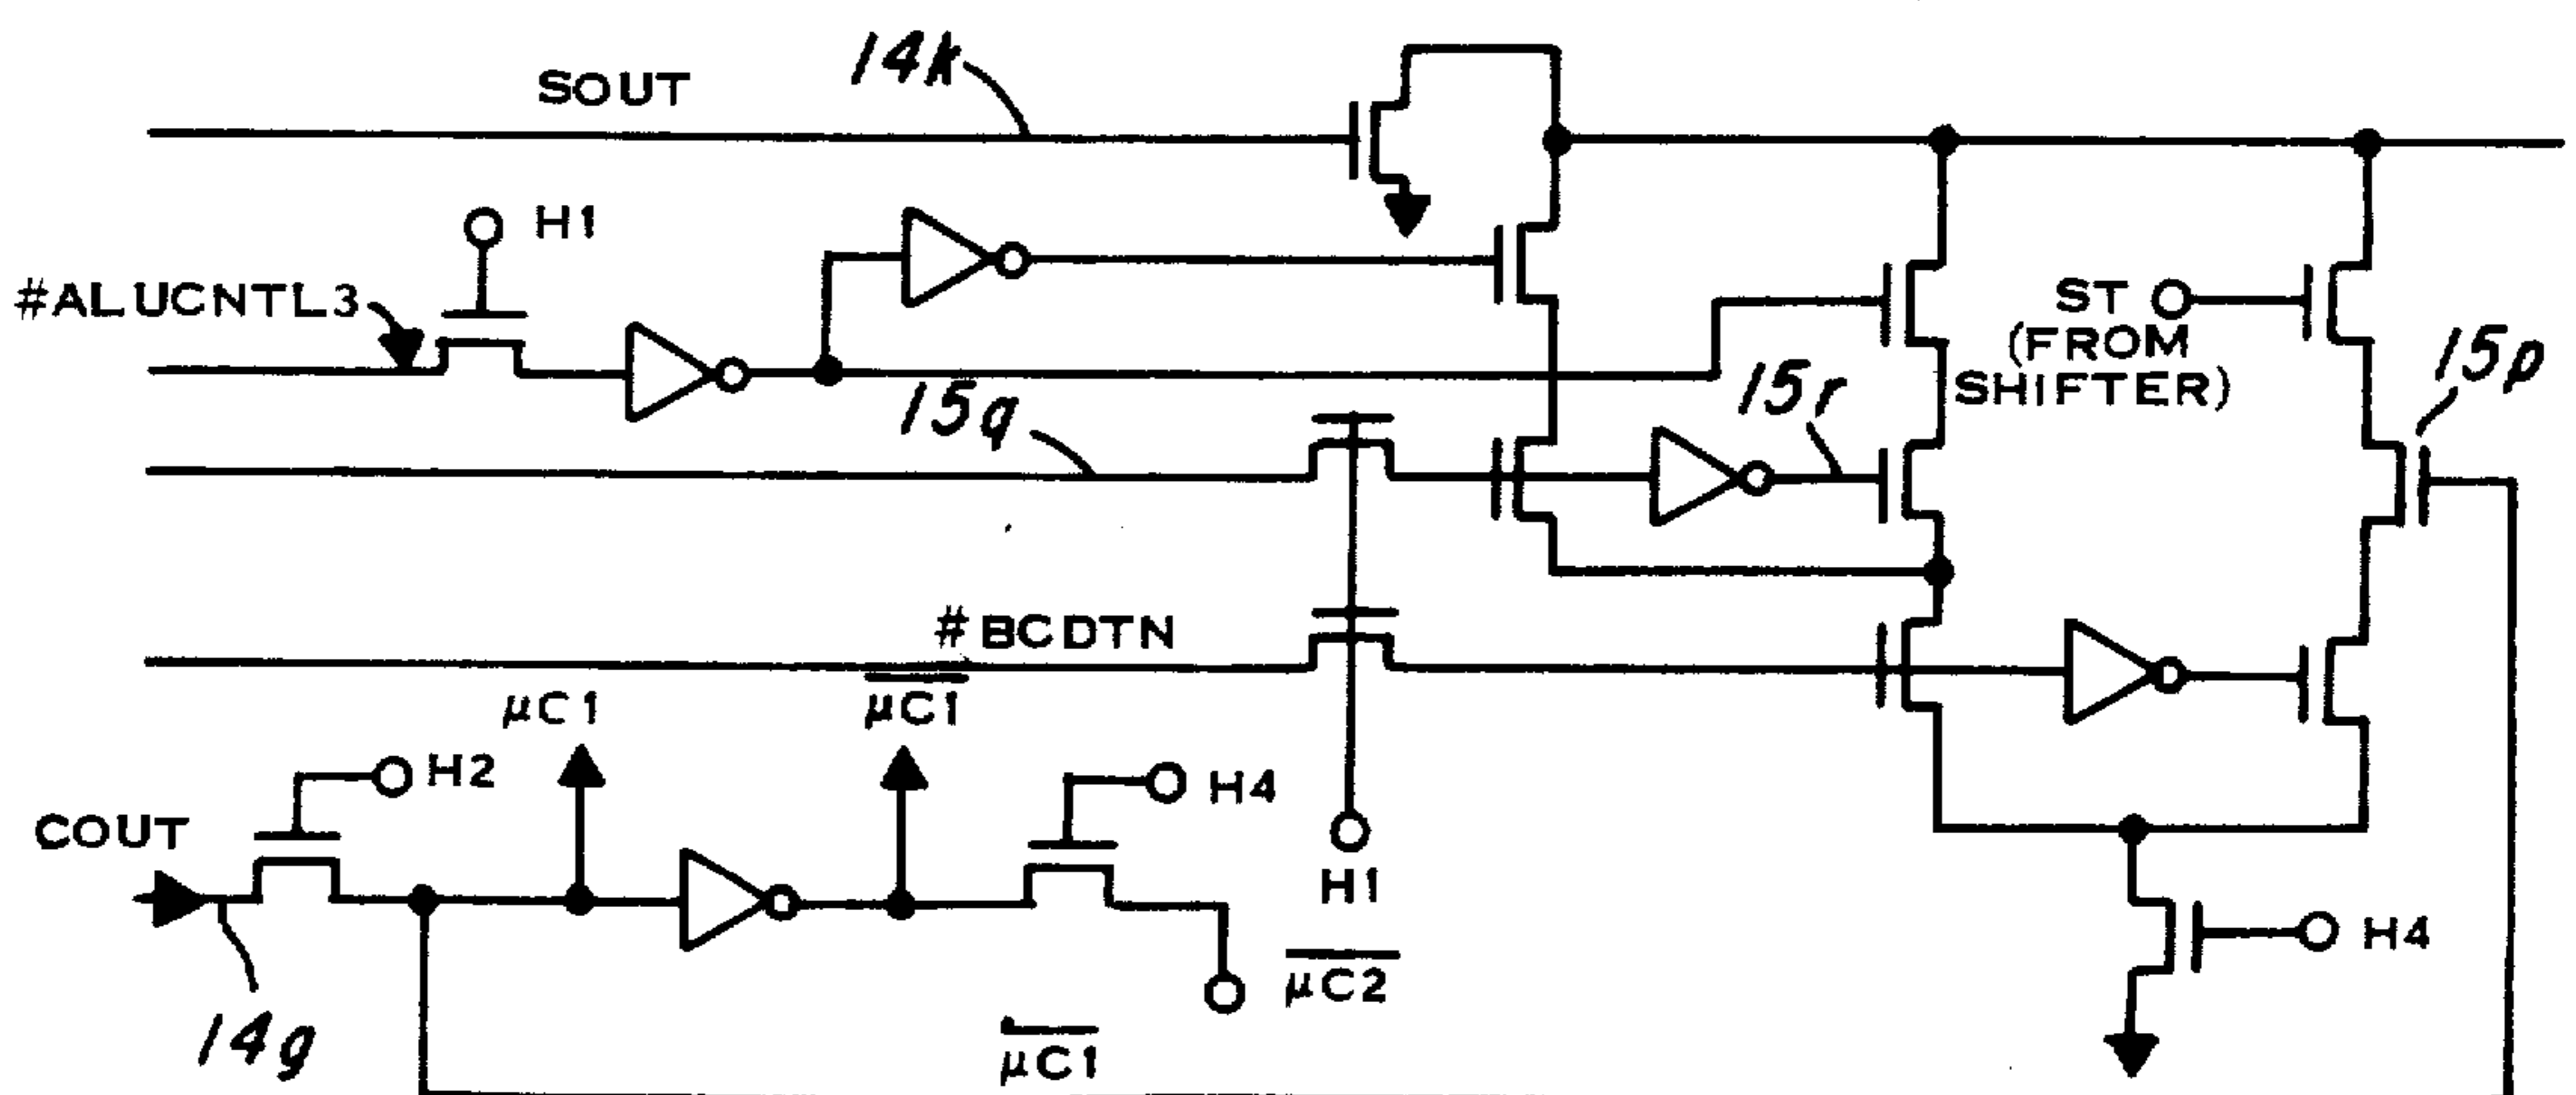 SOUT
14k
H1
#ALUCNTL3
ST
(FROM
SHIFTER)
15p
15q
15r
#BCDTN
μC1
μC1
H2
H4
COUT
H1
H4
μC2
μC1
14g